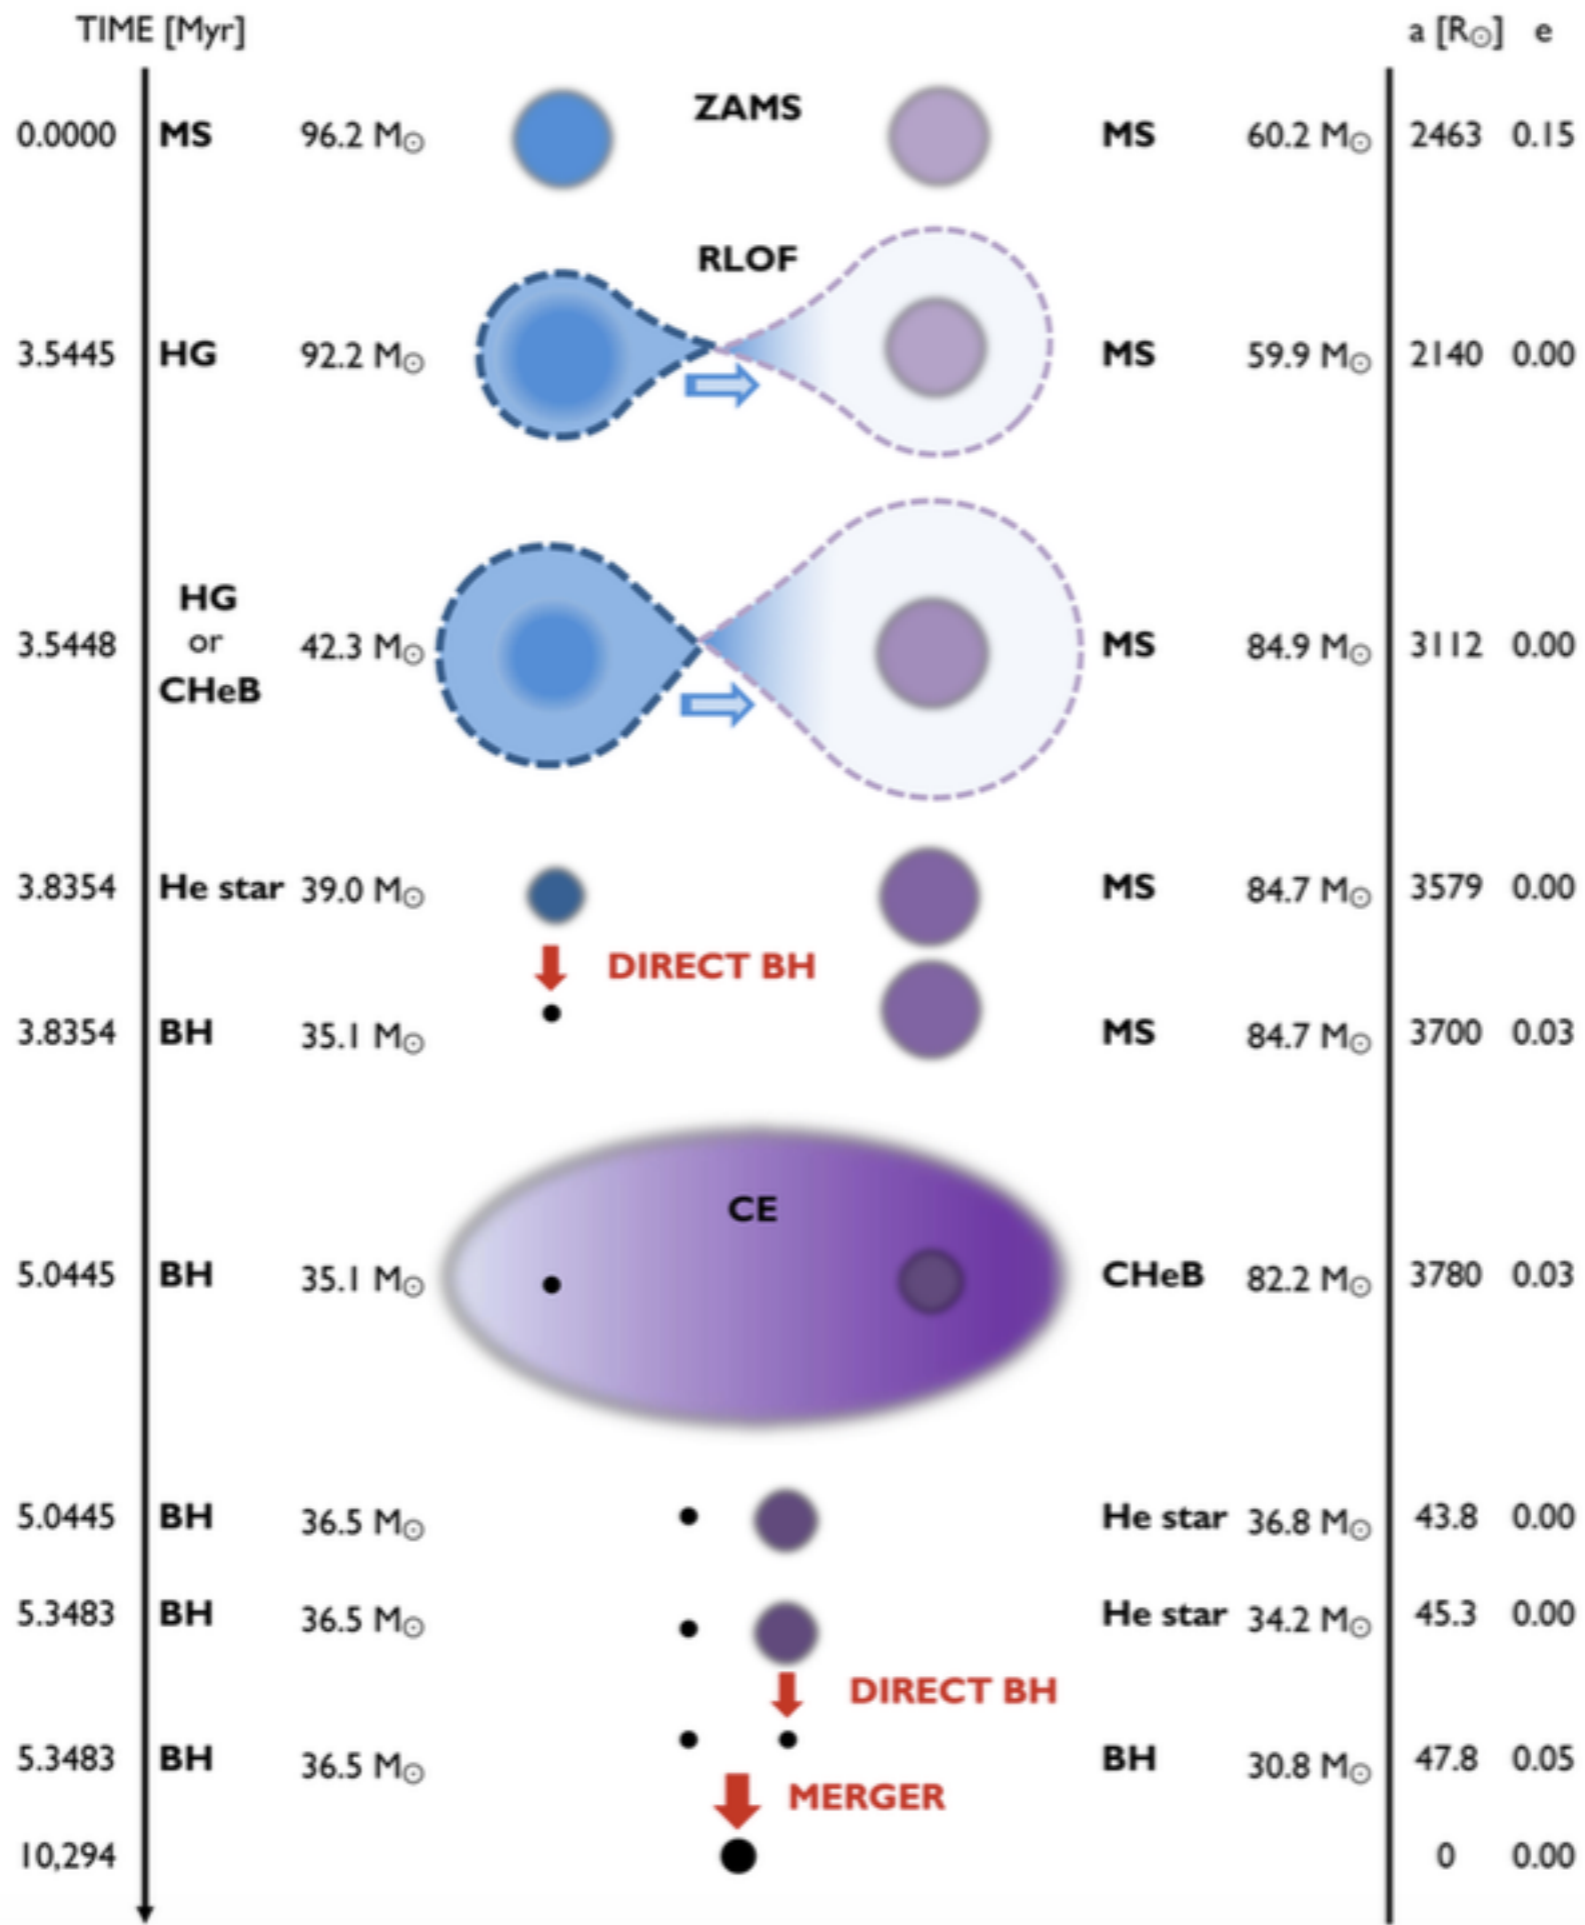 TIME [Myr] a [R☉] e
ZAMS
0.0000 MS 96.2 M☉ MS 60.2 M☉ 2463 0.15
RLOF
3.5445 HG 92.2 M☉ MS 59.9 M☉ 2140 0.00
HG
3.5448 or 42.3 M☉ MS 84.9 M☉ 3112 0.00
CHeB
3.8354 He star 39.0 M☉ MS 84.7 M☉ 3579 0.00
DIRECT BH
3.8354 BH 35.1 M☉ MS 84.7 M☉ 3700 0.03
CE
5.0445 BH 35.1 M☉ CHeB 82.2 M☉ 3780 0.03
5.0445 BH 36.5 M☉ He star 36.8 M☉ 43.8 0.00
5.3483 BH 36.5 M☉ He star 34.2 M☉ 45.3 0.00
DIRECT BH
5.3483 BH 36.5 M☉ BH 30.8 M☉ 47.8 0.05
MERGER
10,294 0 0.00